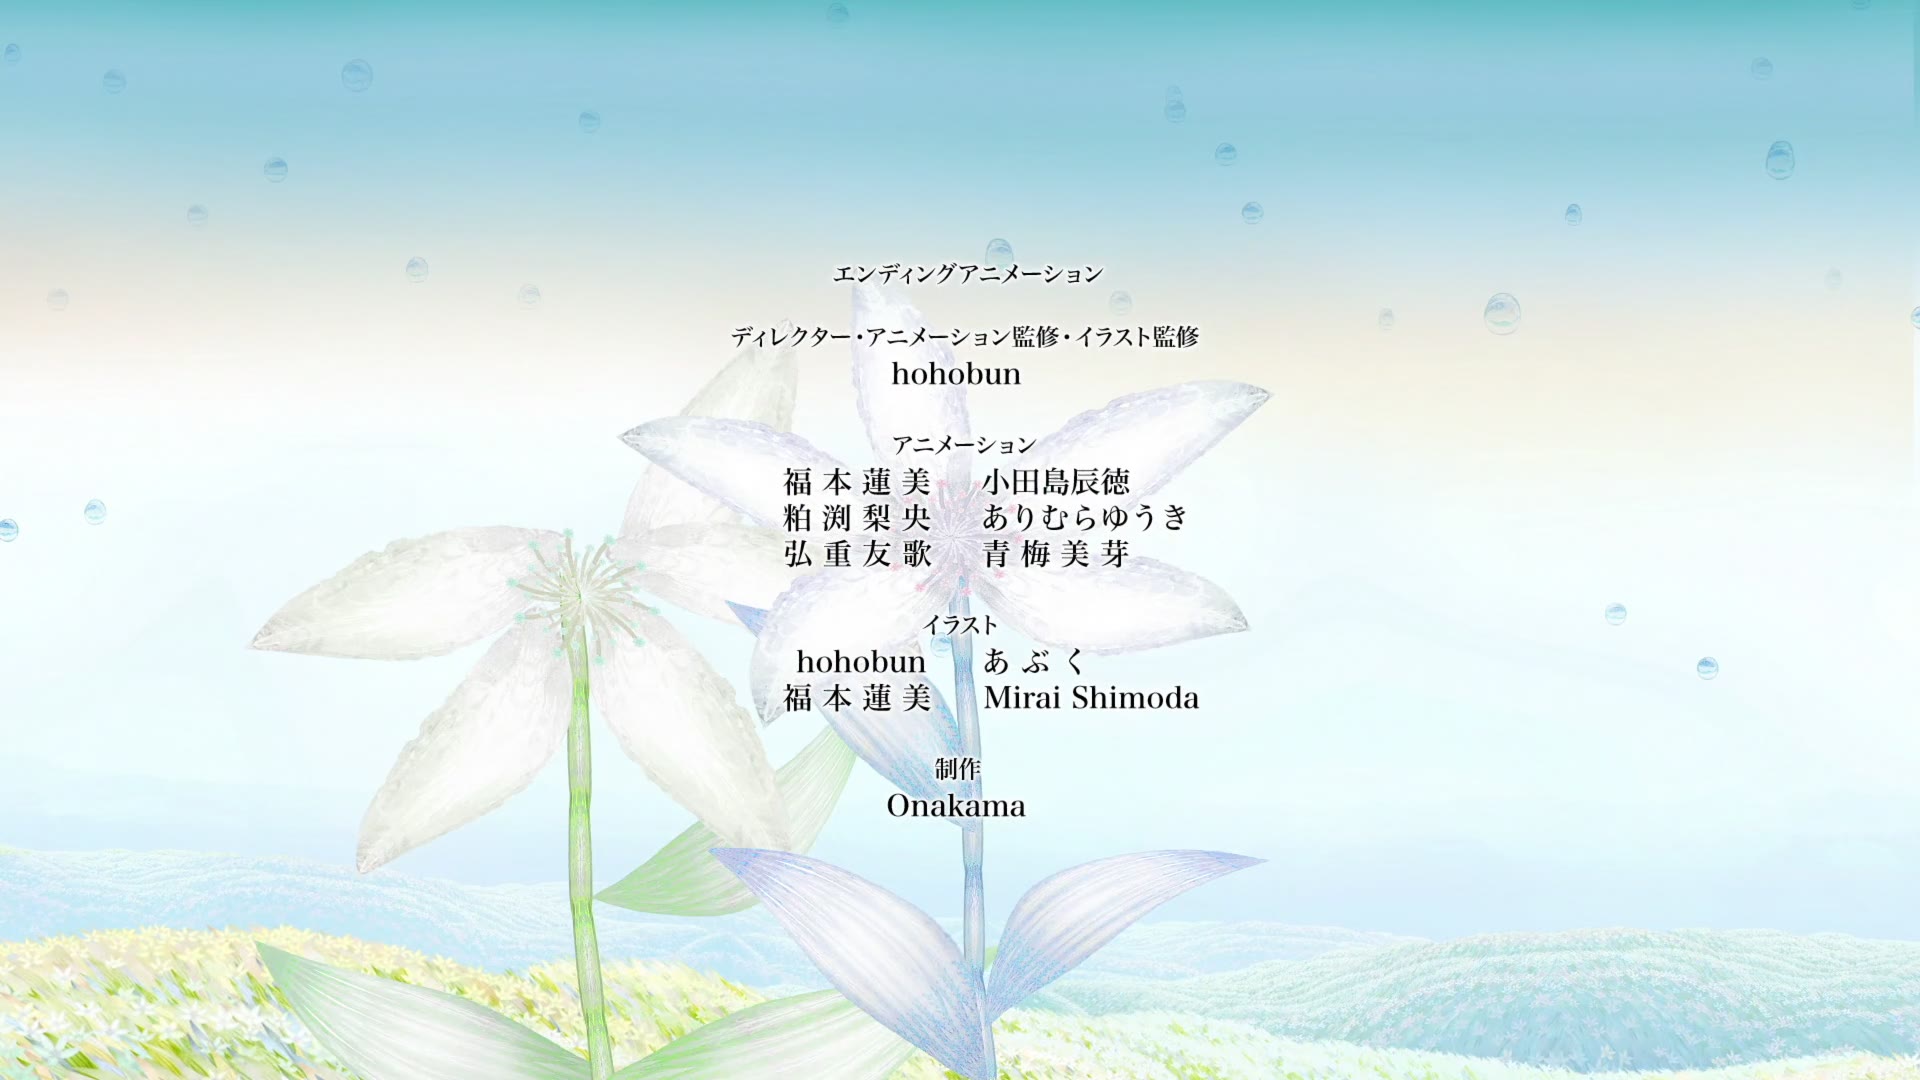 エンディングアニメーション
ディレクター・アニメーション監修・イラスト監修
hohobun
アニメーション
福本蓮美 小田島辰徳
粕渕梨央 ありむらゆうき
弘重友歌 青梅美芽
イラスト
hohobun あぶく
福本蓮美 Mirai Shimoda
制作
Onakama